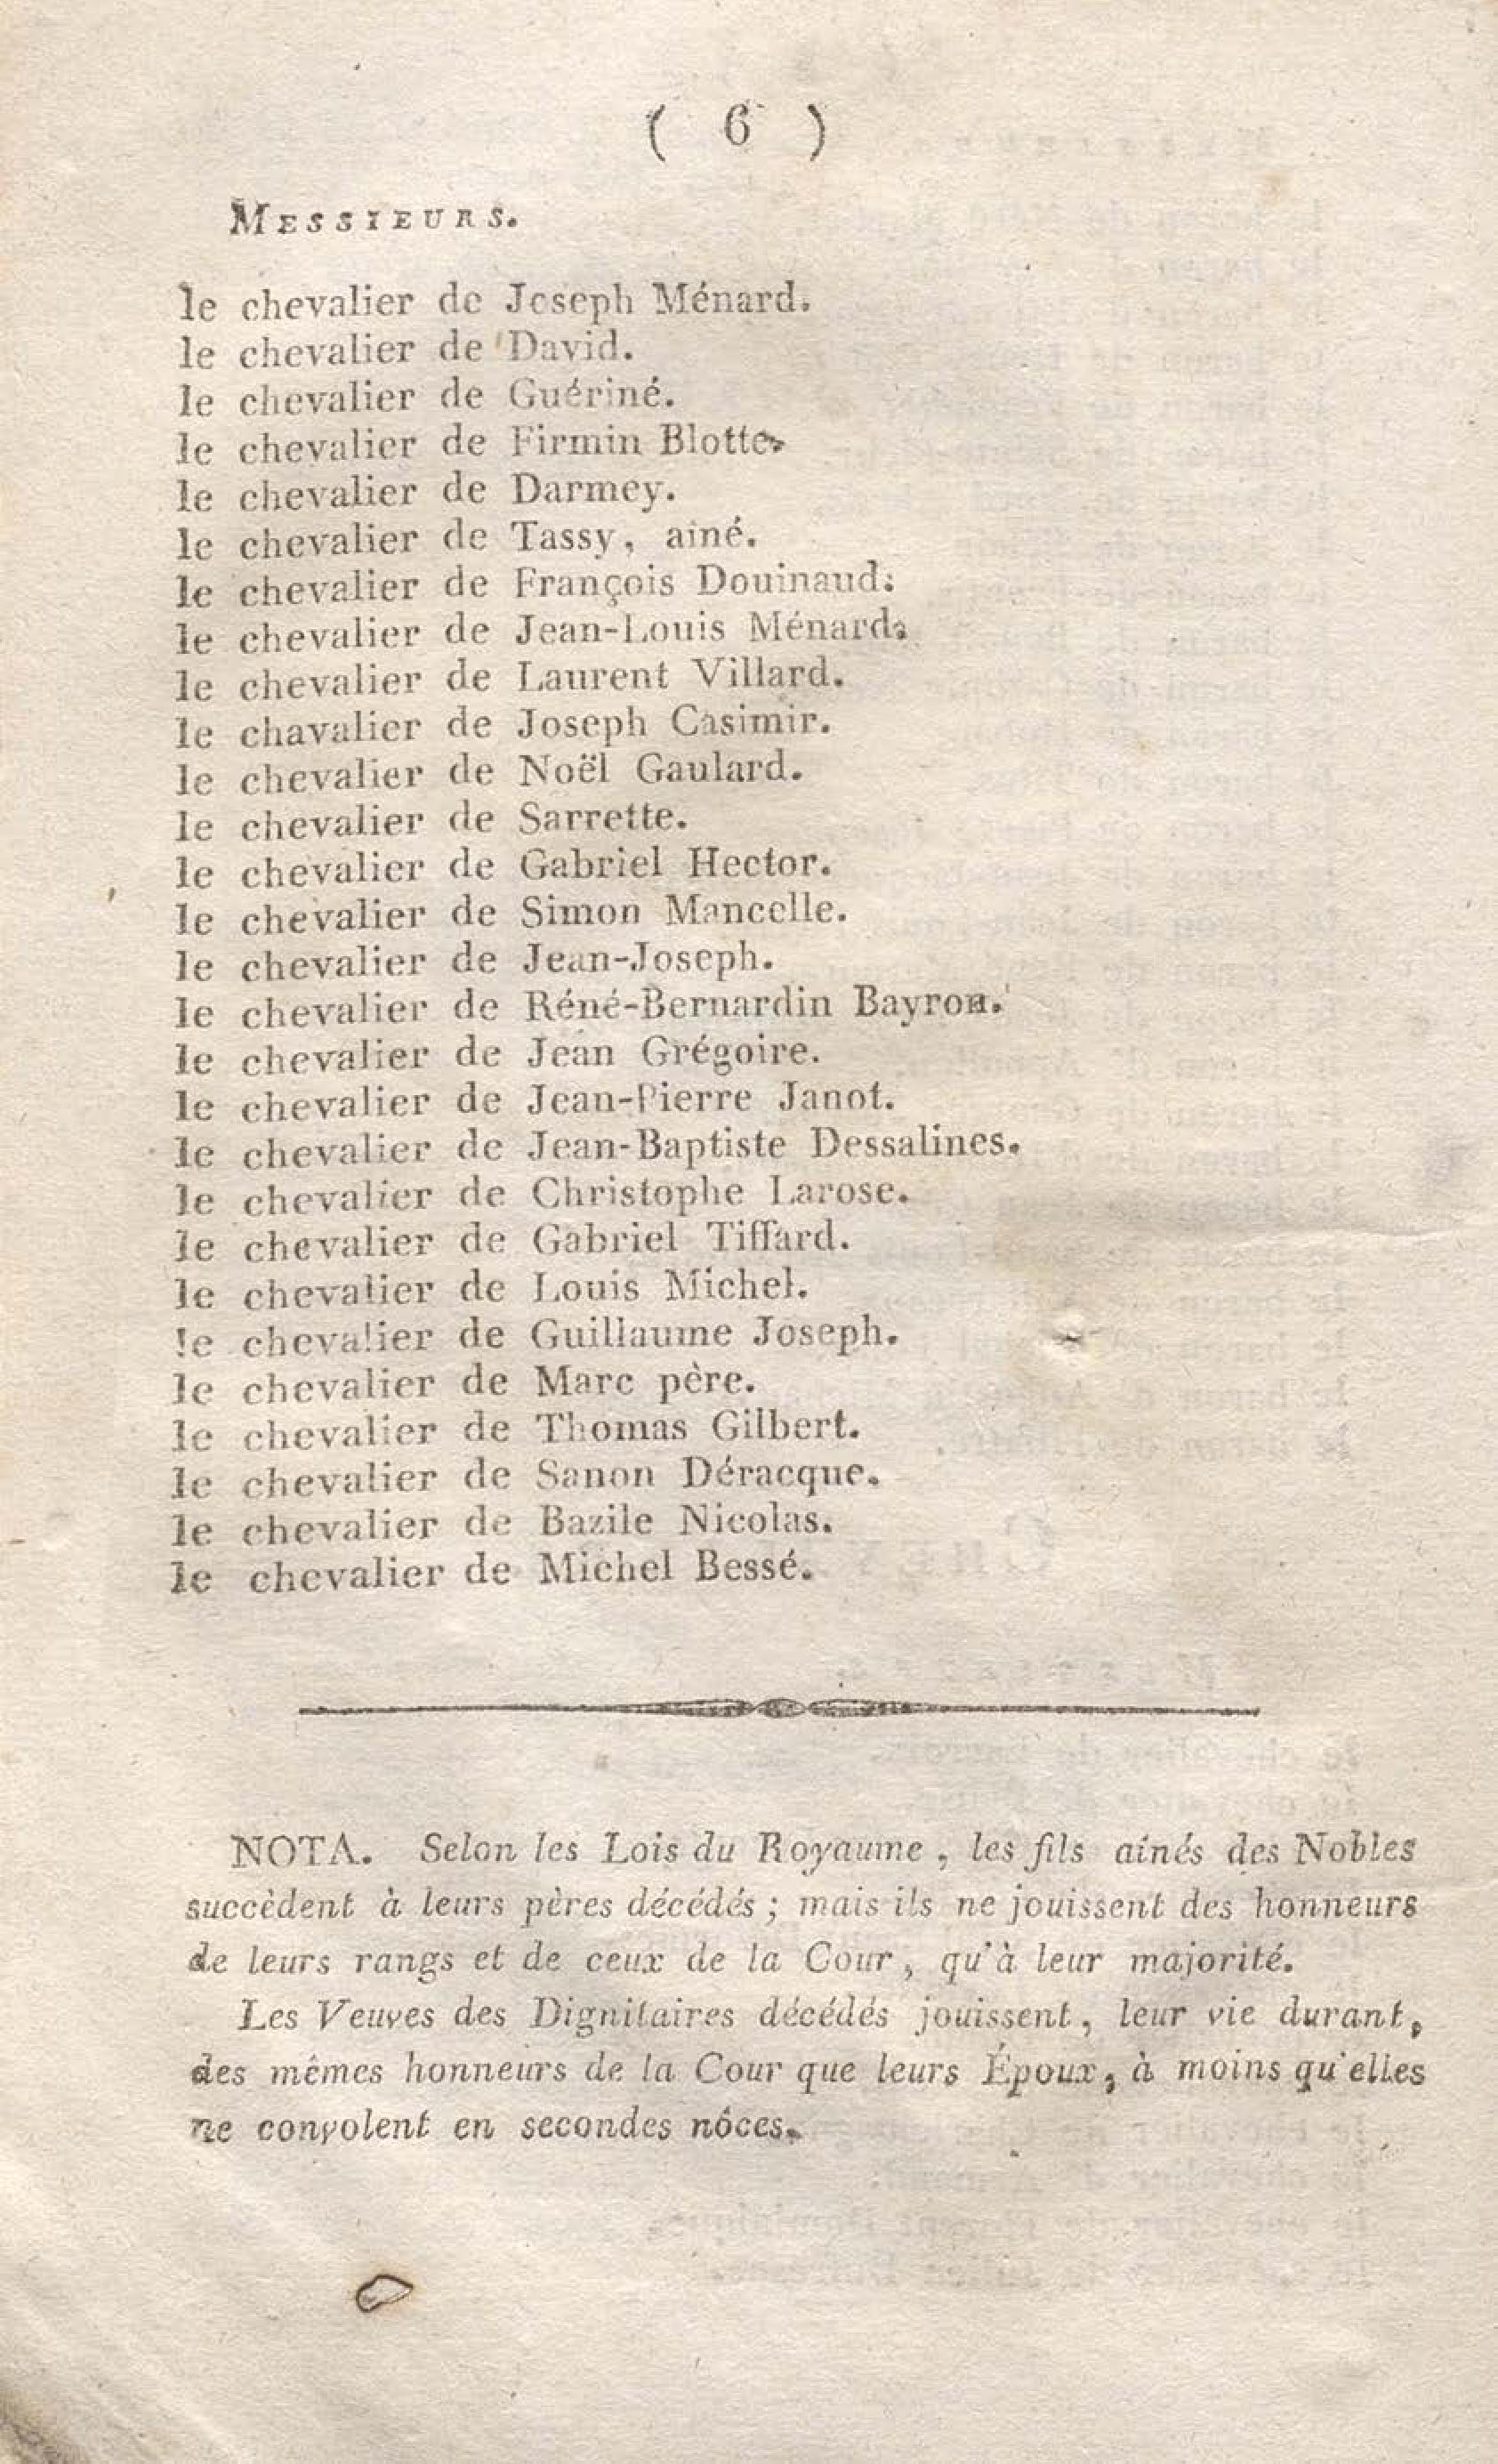 ( 6 )
MESSIEURS.
le chevalier de Joseph Ménard.
le chevalier de David.
le chevalier de Guériné.
le chevalier de Firmin Blotte.
le chevalier de Darmey.
le chevalier de Tassy, aîné.
le chevalier de François Douinaud.
le chevalier de Jean-Louis Ménard.
le chevalier de Laurent Villard.
le chavalier de Joseph Casimir.
le chevalier de Noël Gaulard.
le chevalier de Sarrette.
le chevalier de Gabriel Hector.
le chevalier de Simon Mancelle.
le chevalier de Jean-Joseph.
le chevalier de Réné-Bernardin Bayron.
le chevalier de Jean Grégoire.
le chevalier de Jean-Pierre Janot.
le chevalier de Jean-Baptiste Dessalines.
le chevalier de Christophe Larose.
le chevalier de Gabriel Tiffard.
le chevalier de Louis Michel.
le chevalier de Guillaume Joseph.
le chevalier de Marc père.
le chevalier de Thomas Gilbert.
le chevalier de Sanon Déracque.
le chevalier de Bazile Nicolas.
le chevalier de Michel Bessé.
NOTA. Selon les Lois du Royaume, les fils aînés des Nobles
succèdent à leurs pères décédés ; mais ils ne jouissent des honneurs
de leurs rangs et de ceux de la Cour, qu'à leur majorité.
Les Veuves des Dignitaires décédés jouissent, leur vie durant,
des mêmes honneurs de la Cour que leurs Époux, à moins qu'elles
ne convolent en secondes nôces.